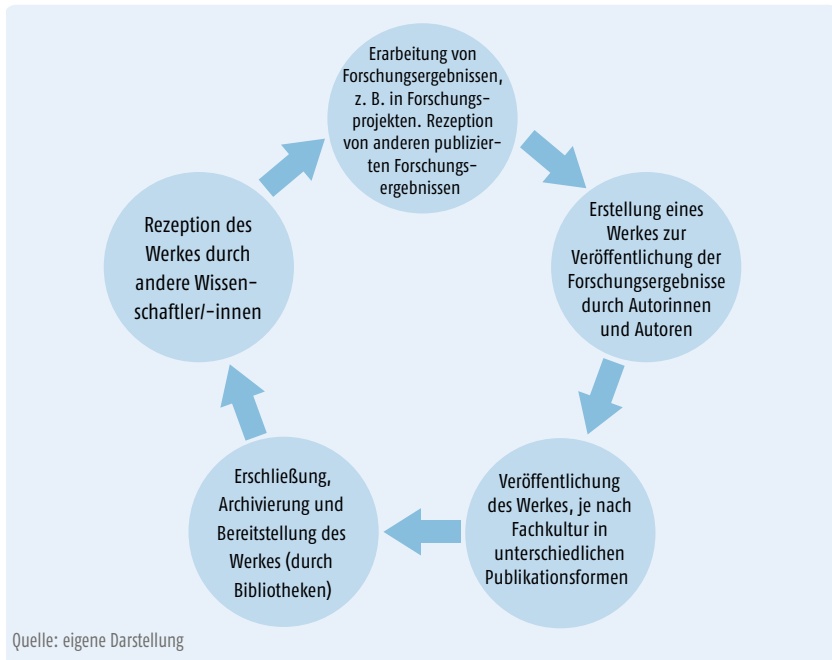 Erarbeitung von
Forschungsergebnissen,
z. B. in Forschungs-
projekten. Rezeption
von anderen publizier-
ten Forschungs-
ergebnissen
Erstellung eines
Werkes zur
Veröffentlichung der
Forschungsergebnisse
durch Autorinnen
und Autoren
Veröffentlichung
des Werkes, je nach
Fachkultur in
unterschiedlichen
Publikationsformen
Erschließung,
Archivierung und
Bereitstellung des
Werkes (durch
Bibliotheken)
Rezeption des
Werkes durch
andere Wissen-
schaftler/-innen
Quelle: eigene Darstellung